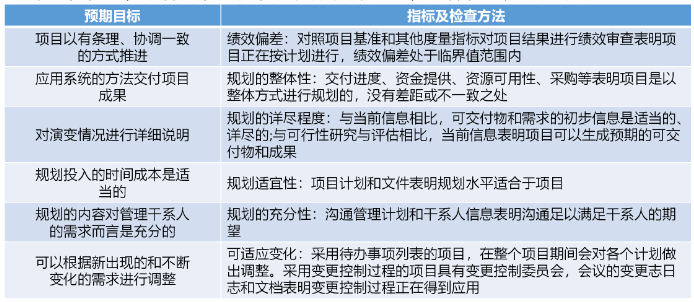 预期目标
指标及检查方法
项目以有条理、协调一致
的方式推进
绩效偏差：对照项目基准和其他度量指标对项目结果进行绩效审查表明项
目正在按计划进行，绩效偏差处于临界值范围内
应用系统的方法交付项目
成果
规划的整体性：交付进度、资金提供、资源可用性、采购等表明项目是以
整体方式进行规划的，没有差距或不一致之处
对演变情况进行详细说明
规划的详尽程度：与当前信息相比，可交付物和需求的初步信息是适当的、
详尽的;与可行性研究与评估相比，当前信息表明项目可以生成预期的可交
付物和成果
规划投入的时间成本是适
当的
规划适宜性：项目计划和文件表明规划水平适合于项目
规划的内容对管理干系人
的需求而言是充分的
规划的充分性：沟通管理计划和干系人信息表明沟通足以满足干系人的期
望
可以根据新出现的和不断
变化的需求进行调整
可适应变化：采用待办事项列表的项目，在整个项目期间会对各个计划做
出调整。采用变更控制过程的项目具有变更控制委员会，会议的变更志日
志和文档表明变更控制过程正在得到应用